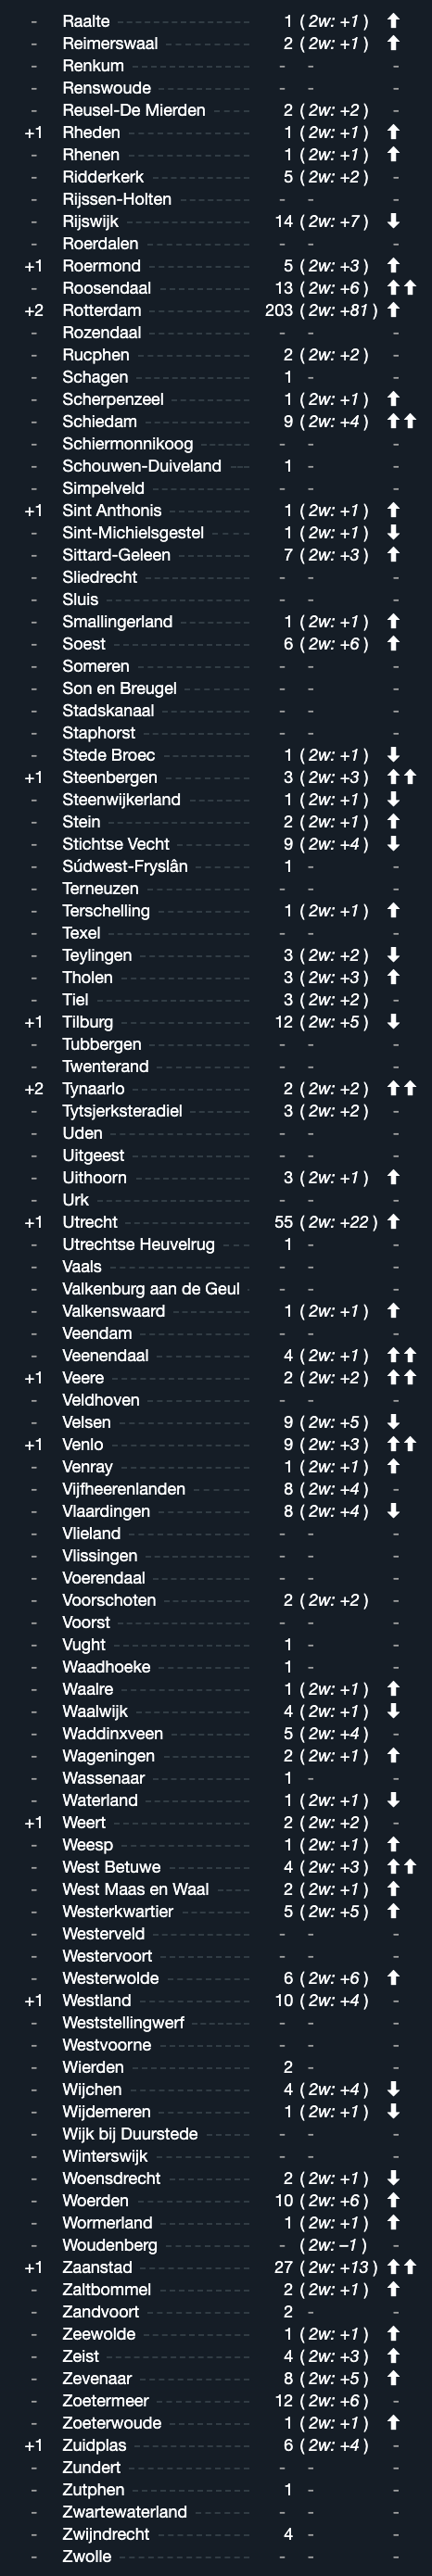 - Raalte 1 ( 2w: +1 ) ⬆
- Reimerswaal 2 ( 2w: +1 ) ⬆
- Renkum - - -
- Renswoude - - -
- Reusel-De Mierden 2 ( 2w: +2 ) -
+1 Rheden 1 ( 2w: +1 ) ⬆
- Rhenen 1 ( 2w: +1 ) ⬆
- Ridderkerk 5 ( 2w: +2 ) -
- Rijssen-Holten - - -
- Rijswijk 14 ( 2w: +7 ) ⬇
- Roerdalen - - -
+1 Roermond 5 ( 2w: +3 ) ⬆
- Roosendaal 13 ( 2w: +6 ) ⬆⬆
+2 Rotterdam 203 ( 2w: +81 ) ⬆
- Rozendaal - - -
- Rucphen 2 ( 2w: +2 ) -
- Schagen 1 - -
- Scherpenzeel 1 ( 2w: +1 ) ⬆
- Schiedam 9 ( 2w: +4 ) ⬆⬆
- Schiermonnikoog - - -
- Schouwen-Duiveland 1 - -
- Simpelveld - - -
+1 Sint Anthonis 1 ( 2w: +1 ) ⬆
- Sint-Michielsgestel 1 ( 2w: +1 ) ⬇
- Sittard-Geleen 7 ( 2w: +3 ) ⬆
- Sliedrecht - - -
- Sluis - - -
- Smallingerland 1 ( 2w: +1 ) ⬆
- Soest 6 ( 2w: +6 ) ⬆
- Someren - - -
- Son en Breugel - - -
- Stadskanaal - - -
- Staphorst - - -
- Stede Broec 1 ( 2w: +1 ) ⬇
+1 Steenbergen 3 ( 2w: +3 ) ⬆⬆
- Steenwijkerland 1 ( 2w: +1 ) ⬇
- Stein 2 ( 2w: +1 ) ⬆
- Stichtse Vecht 9 ( 2w: +4 ) ⬇
- Súdwest-Fryslân 1 - -
- Terneuzen - - -
- Terschelling 1 ( 2w: +1 ) ⬆
- Texel - - -
- Teylingen 3 ( 2w: +2 ) ⬇
- Tholen 3 ( 2w: +3 ) ⬆
- Tiel 3 ( 2w: +2 ) -
+1 Tilburg 12 ( 2w: +5 ) ⬇
- Tubbergen - - -
- Twenterand - - -
+2 Tynaarlo 2 ( 2w: +2 ) ⬆⬆
- Tytsjerksteradiel 3 ( 2w: +2 ) -
- Uden - - -
- Uitgeest - - -
- Uithoorn 3 ( 2w: +1 ) ⬆
- Urk - - -
+1 Utrecht 55 ( 2w: +22 ) ⬆
- Utrechtse Heuvelrug 1 - -
- Vaals - - -
- Valkenburg aan de Geul - - -
- Valkenswaard 1 ( 2w: +1 ) ⬆
- Veendam - - -
- Veenendaal 4 ( 2w: +1 ) ⬆⬆
+1 Veere 2 ( 2w: +2 ) ⬆⬆
- Veldhoven - - -
- Velsen 9 ( 2w: +5 ) ⬇
+1 Venlo 9 ( 2w: +3 ) ⬆⬆
- Venray 1 ( 2w: +1 ) ⬆
- Vijfheerenlanden 8 ( 2w: +4 ) -
- Vlaardingen 8 ( 2w: +4 ) ⬇
- Vlieland - - -
- Vlissingen - - -
- Voerendaal - - -
- Voorschoten 2 ( 2w: +2 ) -
- Voorst - - -
- Vught 1 - -
- Waadhoeke 1 - -
- Waalre 1 ( 2w: +1 ) ⬆
- Waalwijk 4 ( 2w: +1 ) ⬇
- Waddinxveen 5 ( 2w: +4 ) -
- Wageningen 2 ( 2w: +1 ) ⬆
- Wassenaar 1 - -
- Waterland 1 ( 2w: +1 ) ⬇
+1 Weert 2 ( 2w: +2 ) -
- Weesp 1 ( 2w: +1 ) ⬆
- West Betuwe 4 ( 2w: +3 ) ⬆⬆
- West Maas en Waal 2 ( 2w: +1 ) ⬆
- Westerkwartier 5 ( 2w: +5 ) ⬆
- Westerveld - - -
- Westervoort - - -
- Westerwolde 6 ( 2w: +6 ) ⬆
+1 Westland 10 ( 2w: +4 ) -
- Weststellingwerf - - -
- Westvoorne - - -
- Wierden 2 - -
- Wijchen 4 ( 2w: +4 ) ⬇
- Wijdemeren 1 ( 2w: +1 ) ⬇
- Wijk bij Duurstede - - -
- Winterswijk - - -
- Woensdrecht 2 ( 2w: +1 ) ⬇
- Woerden 10 ( 2w: +6 ) ⬆
- Wormerland 1 ( 2w: +1 ) ⬆
- Woudenberg - ( 2w: –1 ) -
+1 Zaanstad 27 ( 2w: +13 ) ⬆⬆
- Zaltbommel 2 ( 2w: +1 ) ⬆
- Zandvoort 2 - -
- Zeewolde 1 ( 2w: +1 ) ⬆
- Zeist 4 ( 2w: +3 ) ⬆
- Zevenaar 8 ( 2w: +5 ) ⬆
- Zoetermeer 12 ( 2w: +6 ) -
- Zoeterwoude 1 ( 2w: +1 ) ⬆
+1 Zuidplas 6 ( 2w: +4 ) -
- Zundert - - -
- Zutphen 1 - -
- Zwartewaterland - - -
- Zwijndrecht 4 - -
- Zwolle - - -